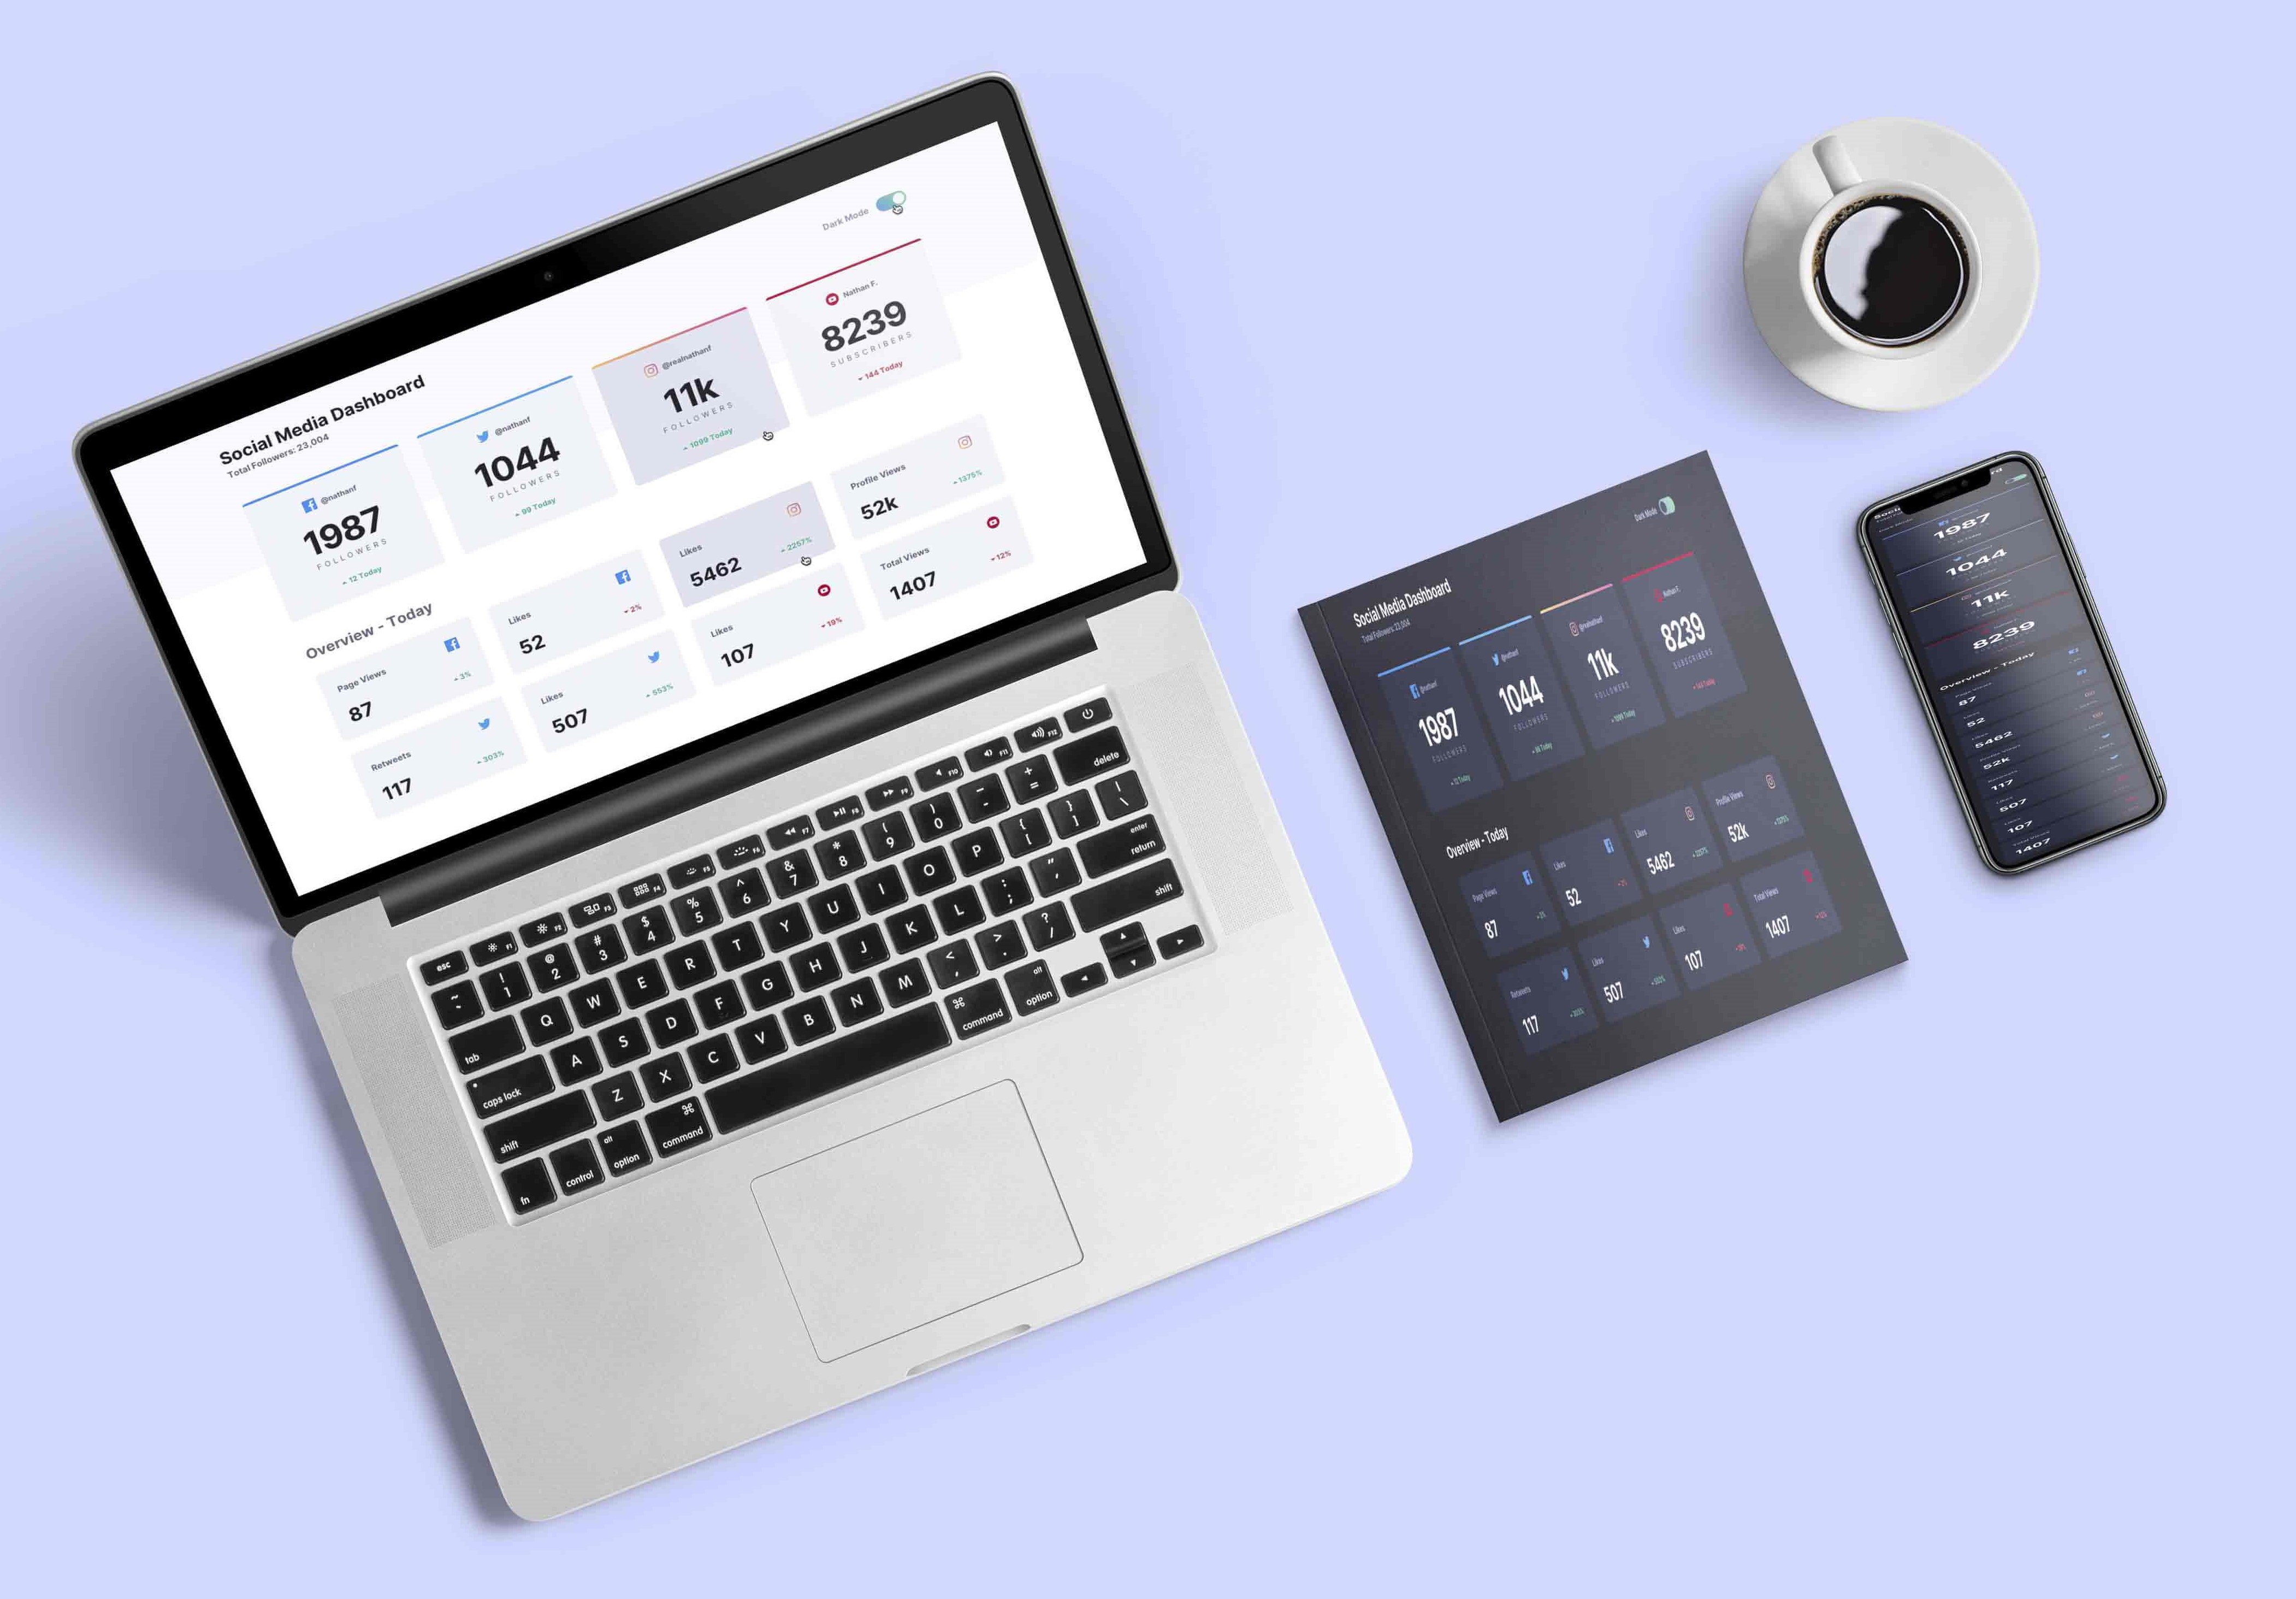 Dark Mode
Social Media Dashboard
Total Followers: 23,004
@nathanf
1987
FOLLOWERS
12 Today
@nathanf
1044
FOLLOWERS
99 Today
@realnathanf
11k
FOLLOWERS
1099 Today
Nathan F.
8239
SUBSCRIBERS
144 Today
Overview - Today
Page Views
87
3%
Likes
52
2%
Likes
5462
2257%
Profile Views
52k
1375%
Retweets
117
303%
Likes
507
553%
Likes
107
19%
Total Views
1407
12%
esc F1 F2 F3 F4 F5 F6 F7 F8 F9 F10 F11 F12
~ ` ! 1 @ 2 # 3 $ 4 % 5 ^ 6 & 7 * 8 ( 9 ) 0 _ - + = delete
tab Q W E R T Y U I O P { [ } ] | \
caps lock A S D F G H J K L : ; " ' enter return
shift Z X C V B N M < , > . ? / shift
fn control alt option ⌘ command ⌘ command alt option
Dark Mode
Social Media Dashboard
Total Followers: 23,004
@nathanf
1987
FOLLOWERS
12 Today
@nathanf
1044
FOLLOWERS
99 Today
@realnathanf
11k
FOLLOWERS
1099 Today
Nathan F.
8239
SUBSCRIBERS
144 Today
Overview - Today
Page Views
87
3%
Likes
52
2%
Likes
5462
2257%
Profile Views
52k
1375%
Retweets
117
303%
Likes
507
553%
Likes
107
19%
Total Views
1407
12%
1987
1044
11k
8239
Overview - Today
Page Views
87
52
5462
52k
117
507
107
1407